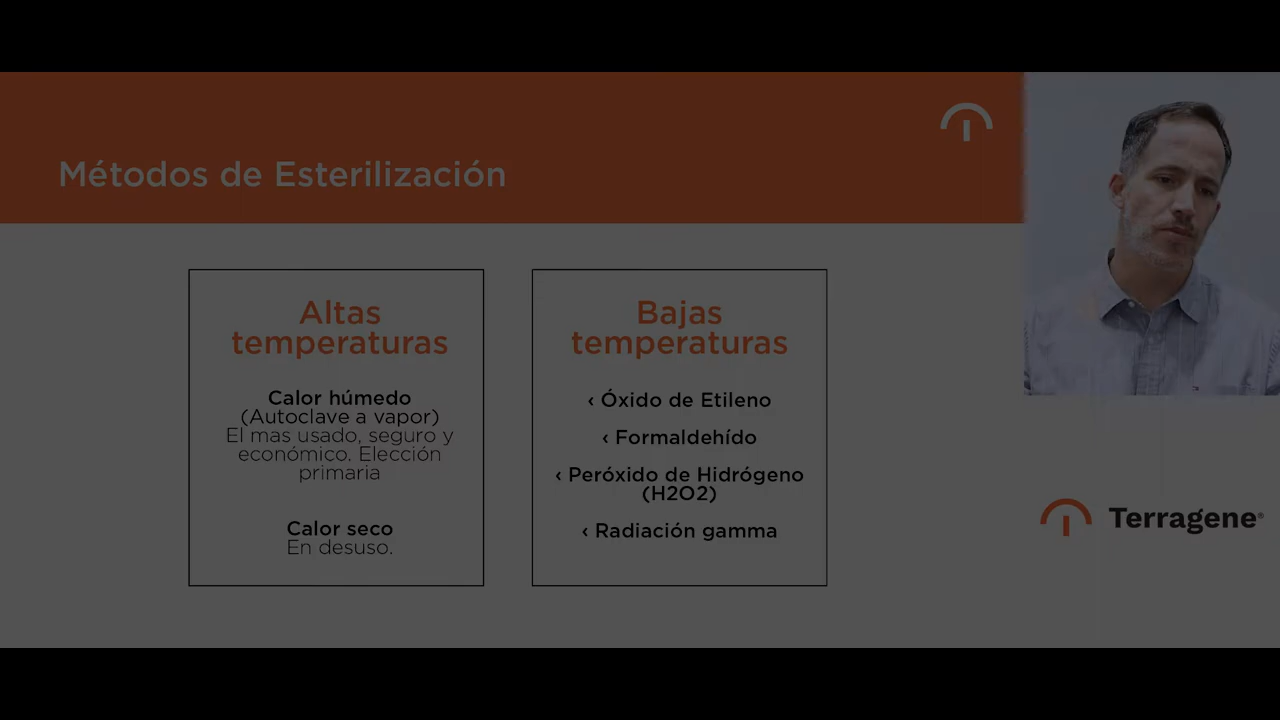 Métodos de Esterilización
Altas
temperaturas
Calor húmedo
(Autoclave a vapor)
El mas usado, seguro y
económico. Elección
primaria
Calor seco
En desuso.
Bajas
temperaturas
‹ Óxido de Etileno
‹ Formaldehído
‹ Peróxido de Hidrógeno
(H2O2)
‹ Radiación gamma
Terragene®